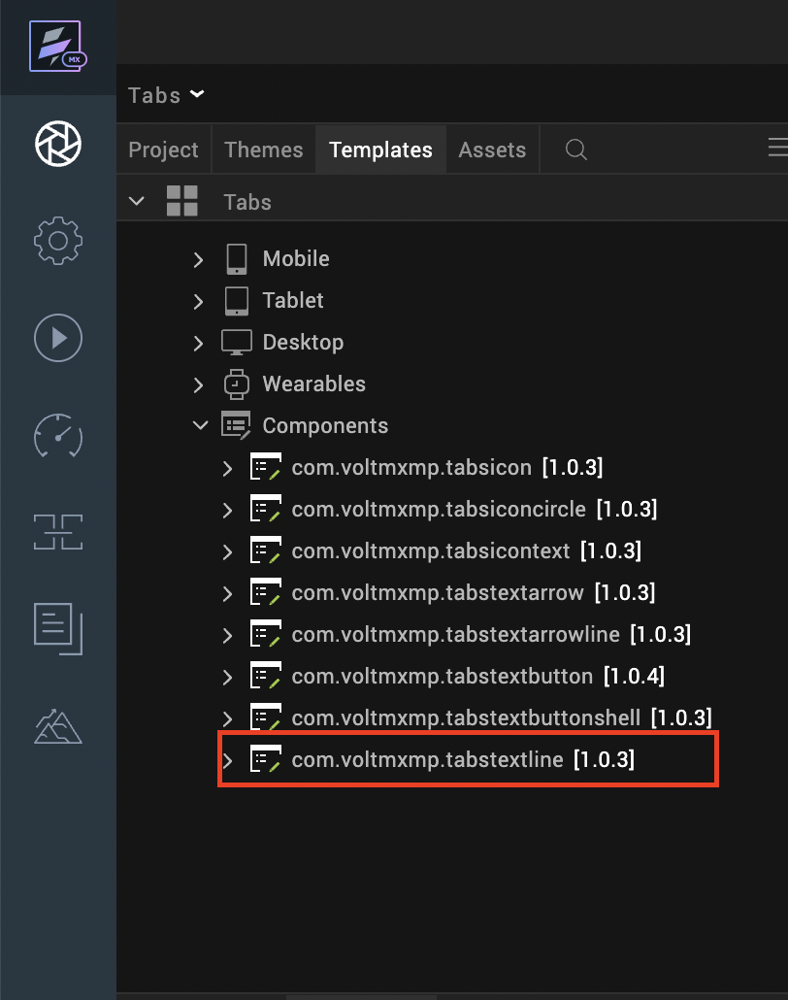 MX
Tabs
Project Themes Templates Assets
Tabs
Mobile
Tablet
Desktop
Wearables
Components
com.voltmxmp.tabsicon [1.0.3]
com.voltmxmp.tabsiconcircle [1.0.3]
com.voltmxmp.tabsicontext [1.0.3]
com.voltmxmp.tabstextarrow [1.0.3]
com.voltmxmp.tabstextarrowline [1.0.3]
com.voltmxmp.tabstextbutton [1.0.4]
com.voltmxmp.tabstextbuttonshell [1.0.3]
com.voltmxmp.tabstextline [1.0.3]